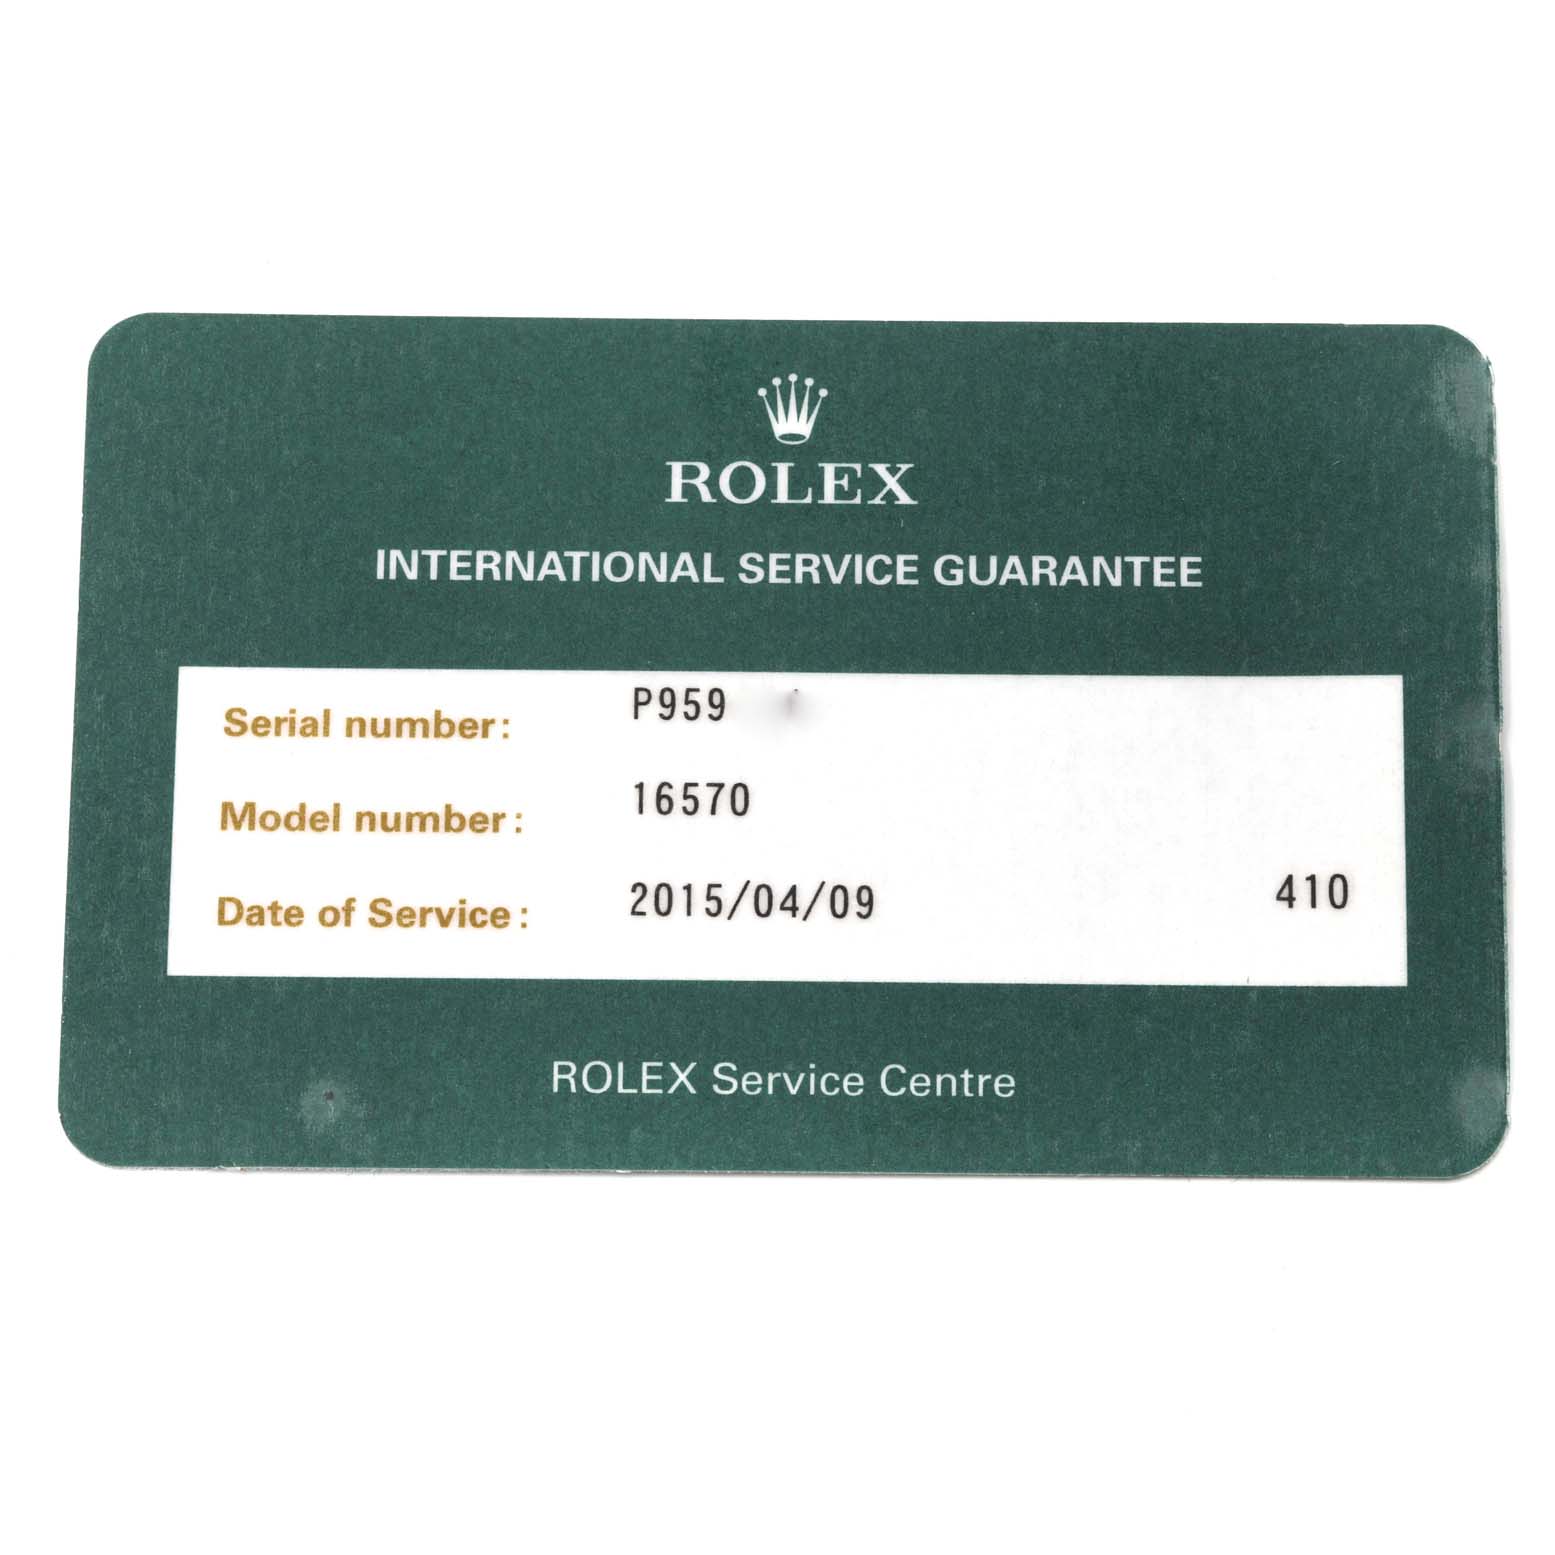 ROLEX
INTERNATIONAL SERVICE GUARANTEE
Serial number: P959
Model number: 16570
Date of Service: 2015/04/09 410
ROLEX Service Centre